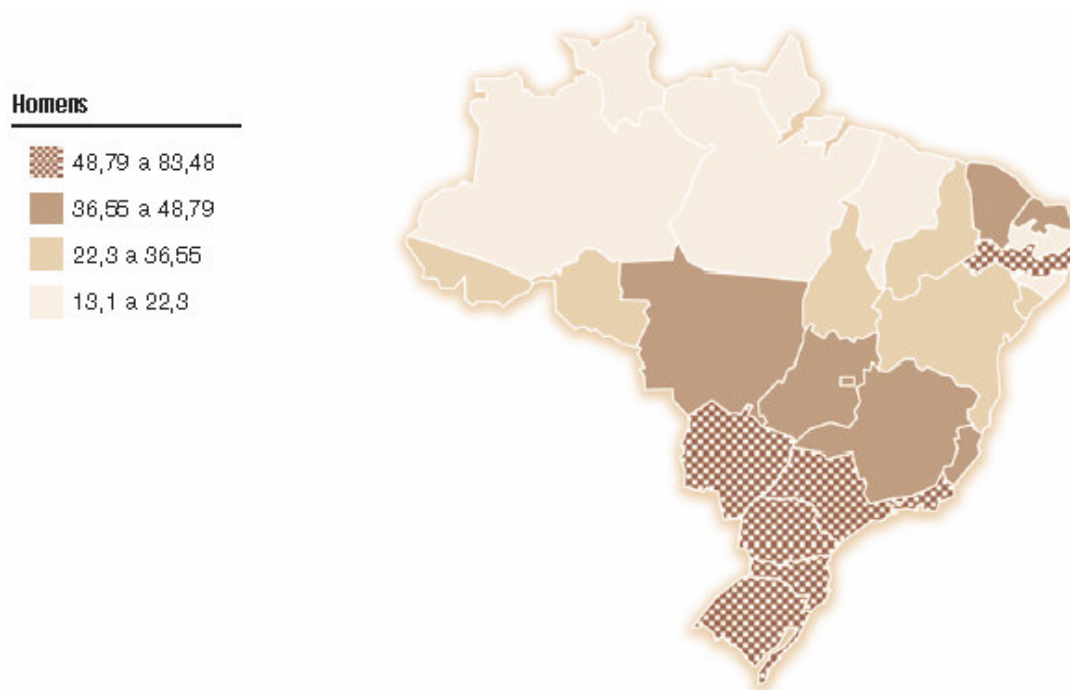 Homens
48,79 a 83,48
36,55 a 48,79
22,3 a 36,55
13,1 a 22,3